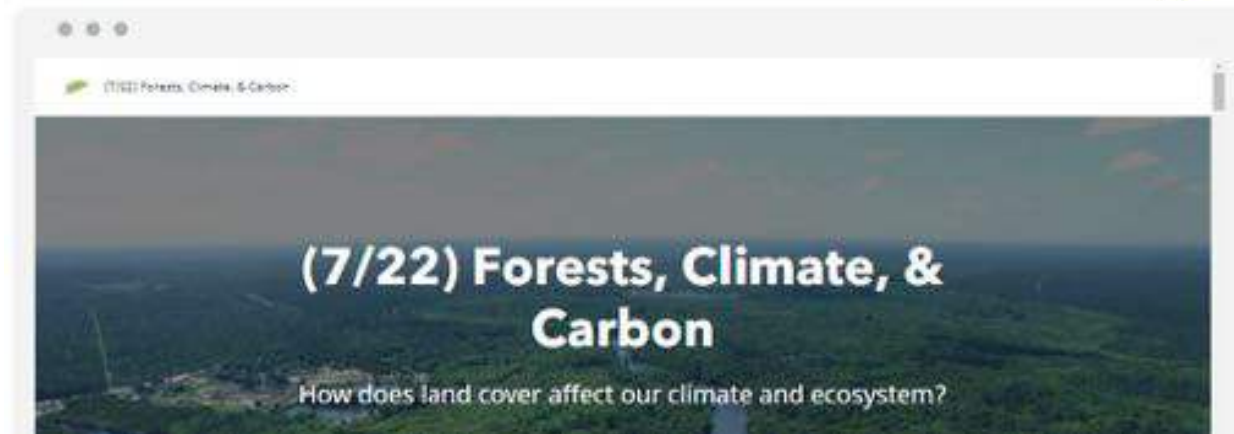 (7/22) Forests, Climate, & Carbon
(7/22) Forests, Climate, &
Carbon
How does land cover affect our climate and ecosystem?